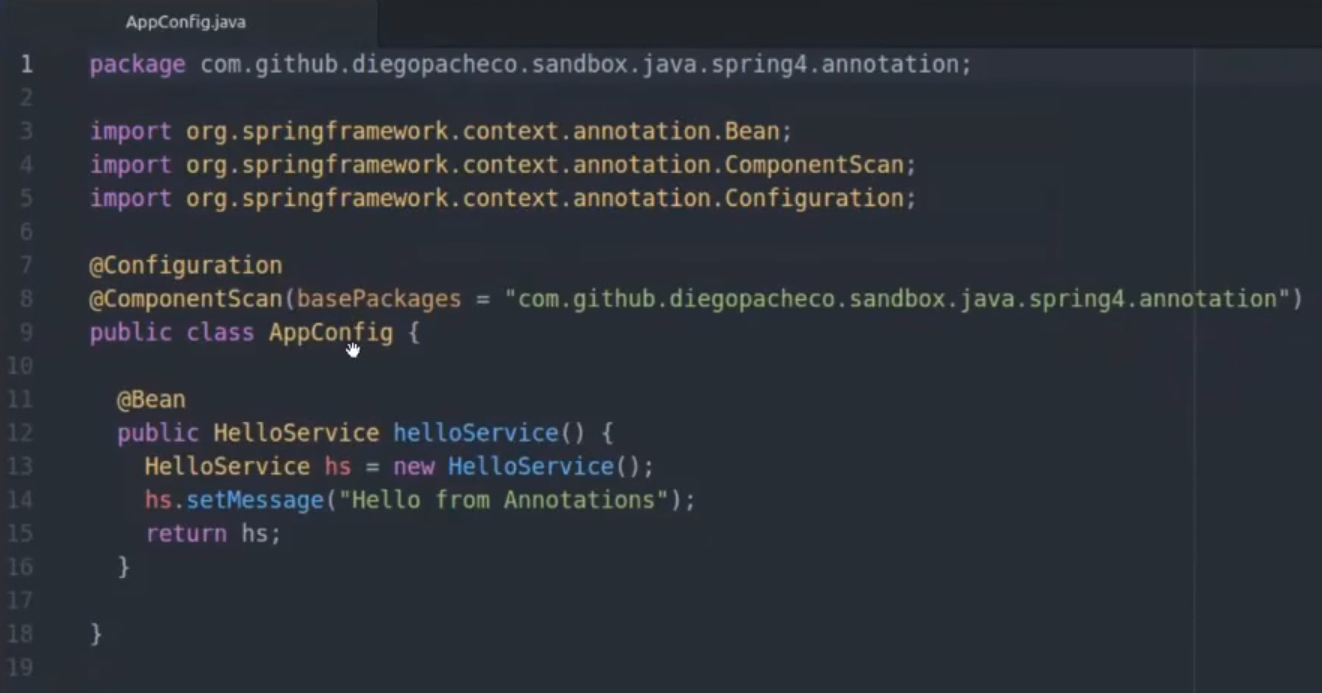 AppConfig.java
1 package com.github.diegopacheco.sandbox.java.spring4.annotation;
2
3 import org.springframework.context.annotation.Bean;
4 import org.springframework.context.annotation.ComponentScan;
5 import org.springframework.context.annotation.Configuration;
6
7 @Configuration
8 @ComponentScan(basePackages = "com.github.diegopacheco.sandbox.java.spring4.annotation")
9 public class AppConfig {
10
11 @Bean
12 public HelloService helloService() {
13 HelloService hs = new HelloService();
14 hs.setMessage("Hello from Annotations");
15 return hs;
16 }
17
18 }
19